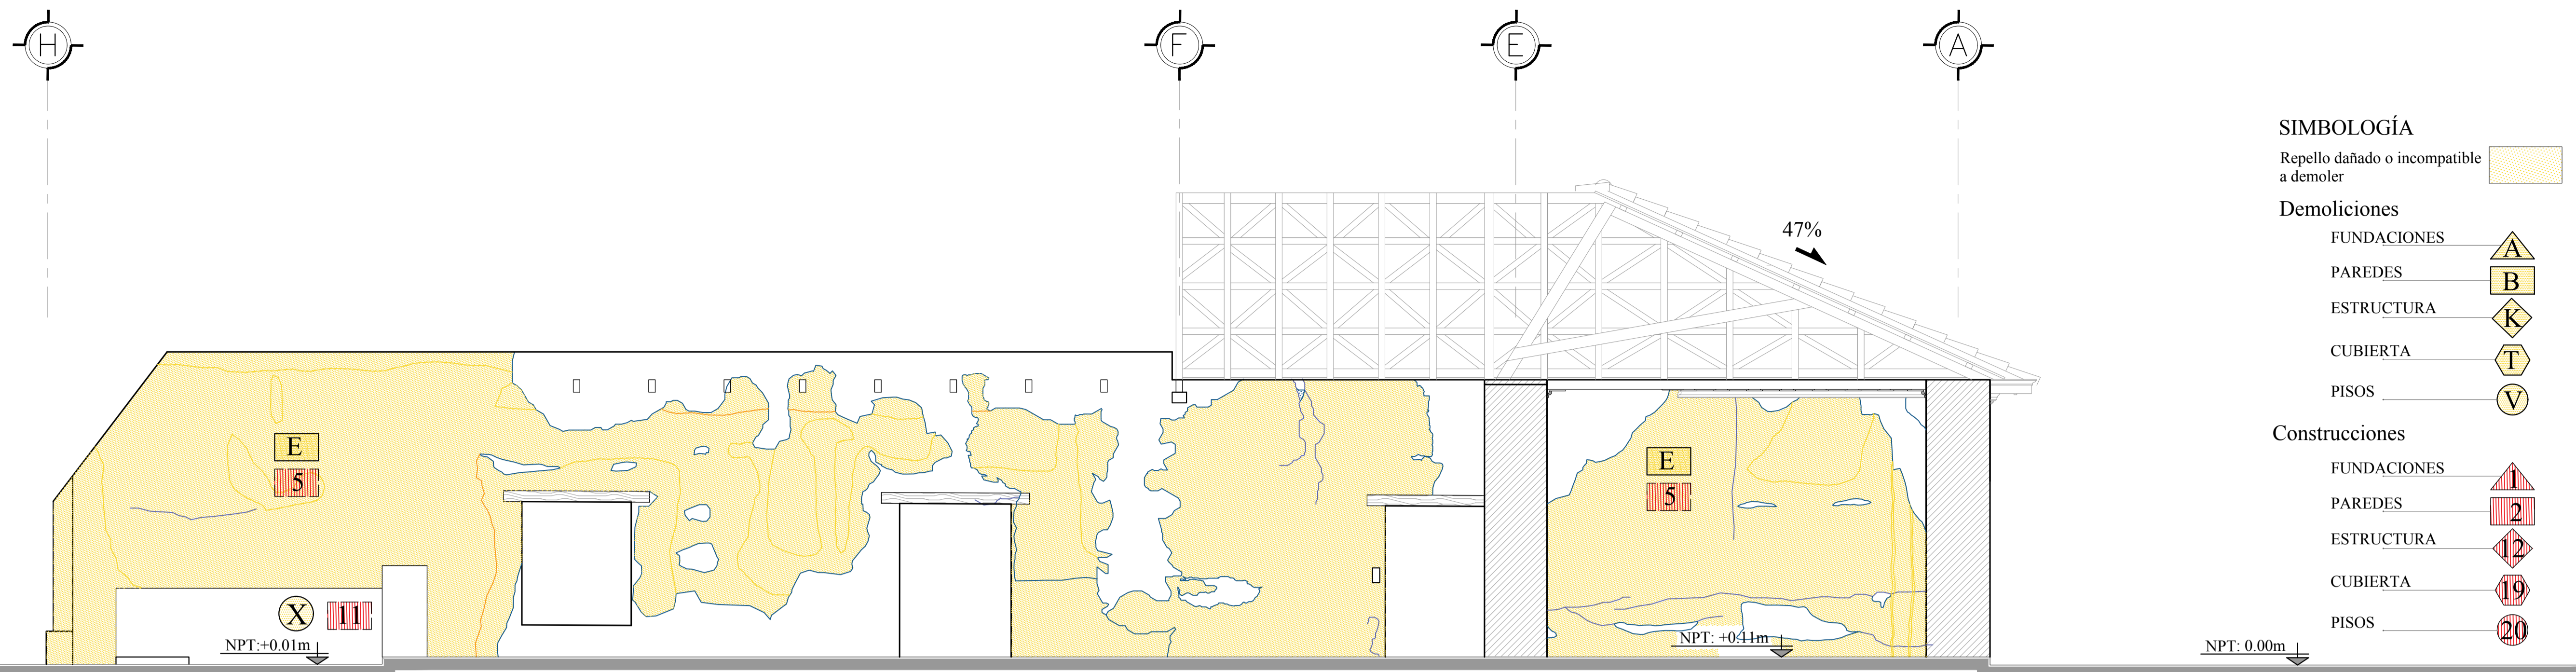 H
F
E
A
47%
E
5
E
5
X
11
NPT:+0.01m
NPT: +0.11m
NPT: 0.00m
SIMBOLOGÍA
Repello dañado o incompatible
a demoler
Demoliciones
FUNDACIONES A
PAREDES B
ESTRUCTURA K
CUBIERTA T
PISOS V
Construcciones
FUNDACIONES 1
PAREDES 2
ESTRUCTURA 12
CUBIERTA 19
PISOS 20